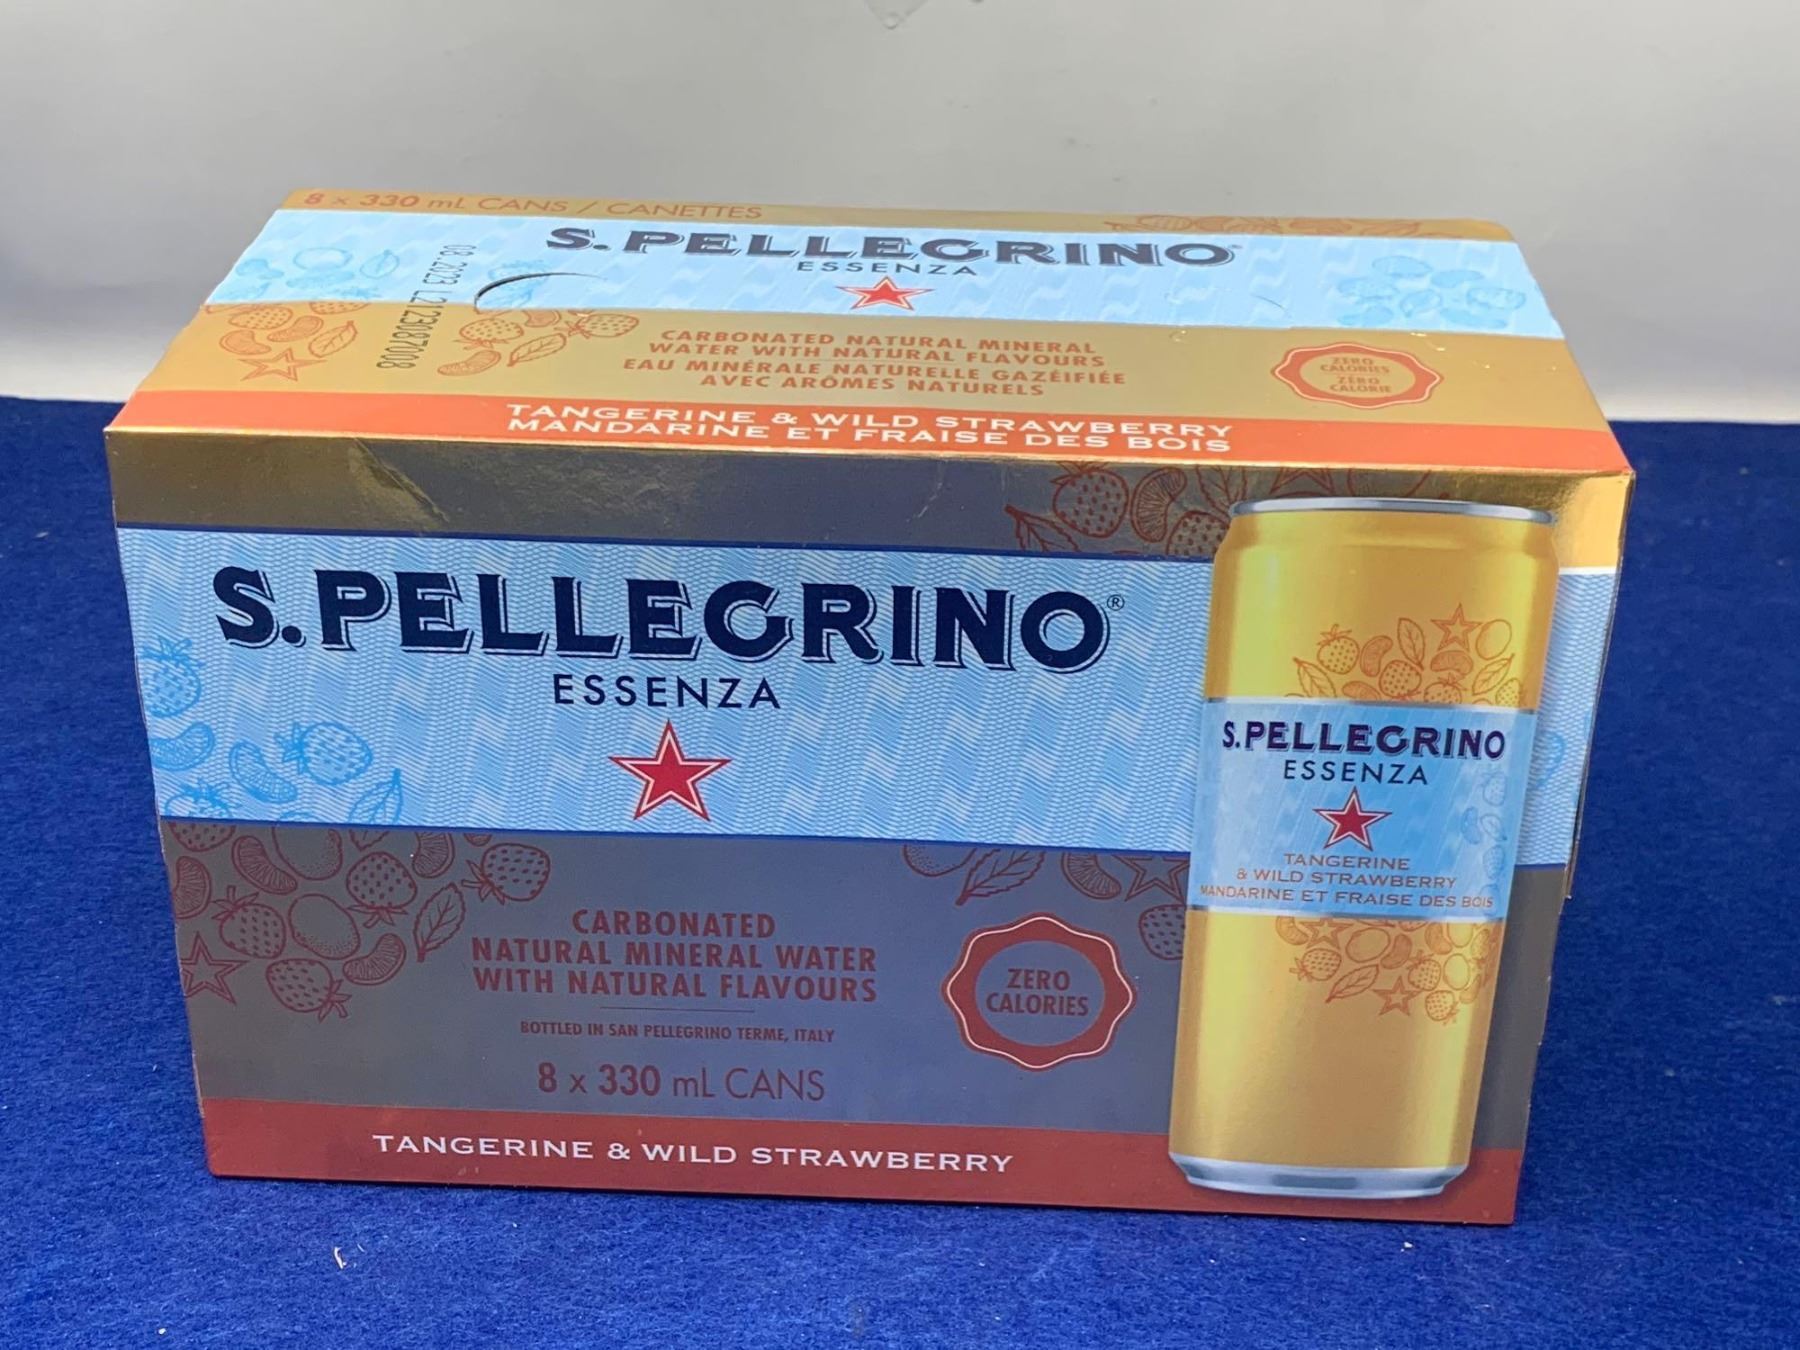 8 x 330 mL CANS / CANETTES
S.PELLEGRINO
ESSENZA
08.2023 L2123087008
CARBONATED NATURAL MINERAL
WATER WITH NATURAL FLAVOURS
EAU MINÉRALE NATURELLE GAZÉIFIÉE
AVEC ARÔMES NATURELS
ZERO
CALORIES
ZÉRO
CALORIE
TANGERINE & WILD STRAWBERRY
MANDARINE ET FRAISE DES BOIS
S.PELLEGRINO®
ESSENZA
CARBONATED
NATURAL MINERAL WATER
WITH NATURAL FLAVOURS
BOTTLED IN SAN PELLEGRINO TERME, ITALY
8 x 330 mL CANS
ZERO
CALORIES
TANGERINE & WILD STRAWBERRY
S.PELLEGRINO
ESSENZA
TANGERINE
& WILD STRAWBERRY
MANDARINE ET FRAISE DES BOIS